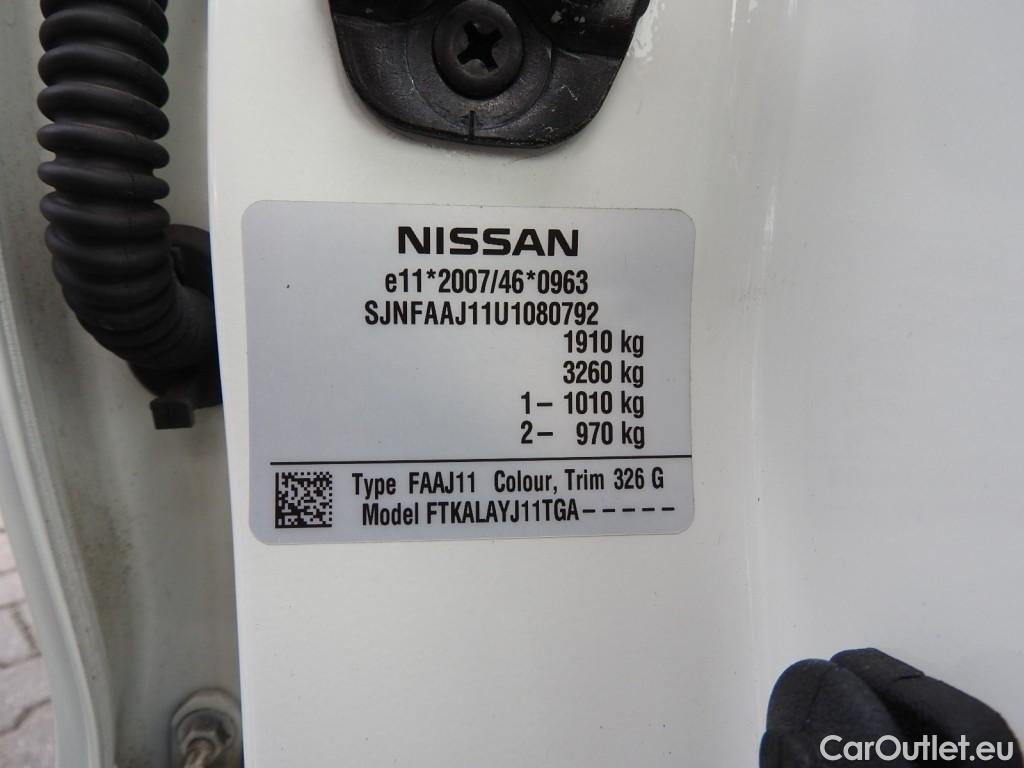 NISSAN
e11*2007/46*0963
SJNFAAJ11U1080792
1910 kg
3260 kg
1– 1010 kg
2– 970 kg
Type FAAJ11 Colour, Trim 326 G
Model FTKALAYJ11TGA–––––
CarOutlet.eu